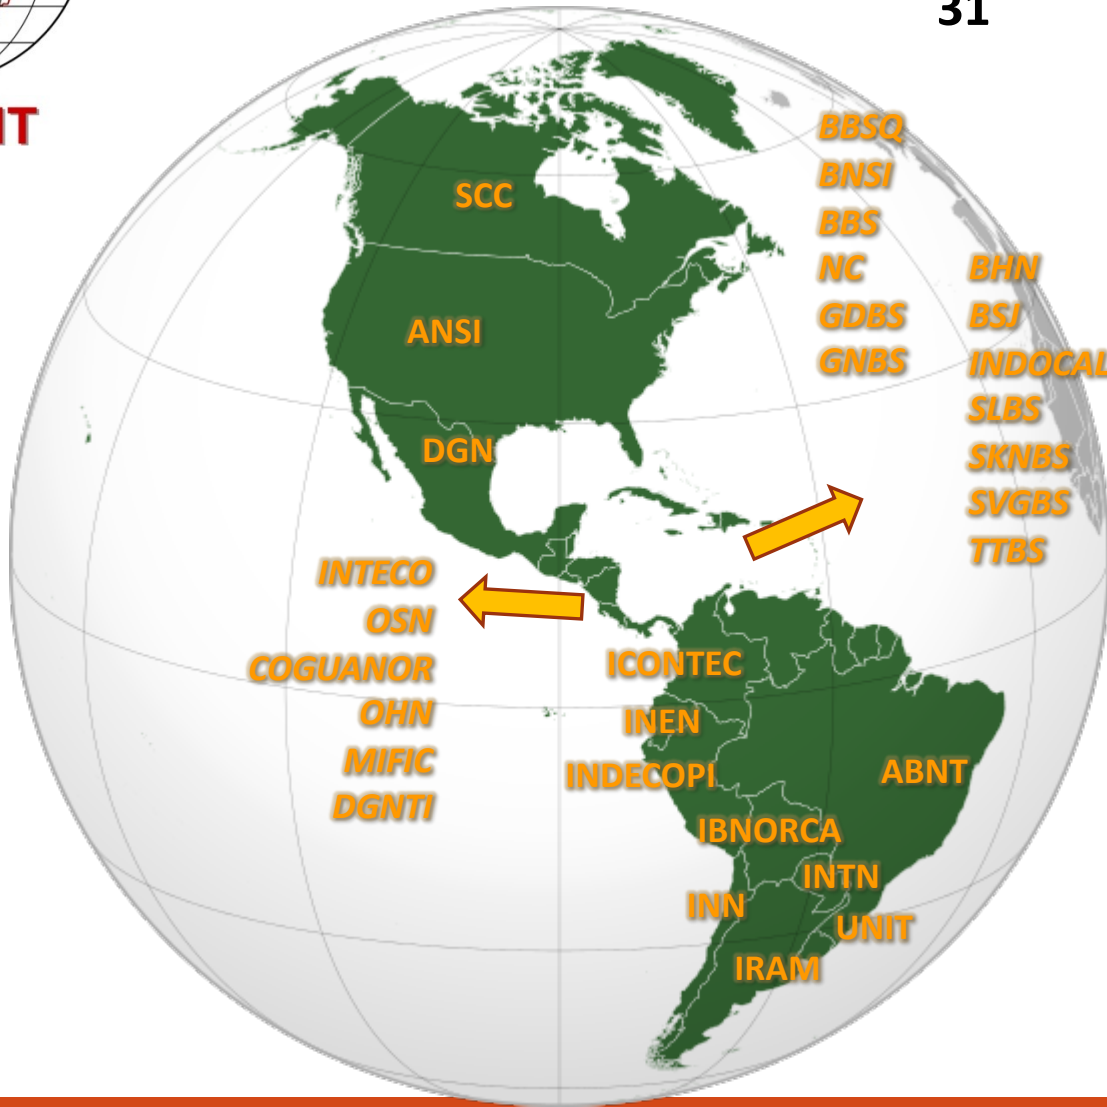 31
IT
SCC
ANSI
DGN
BBSQ
BNSI
BBS
NC
GDBS
GNBS
BHN
BSJ
INDOCAL
SLBS
SKNBS
SVGBS
TTBS
INTECO
OSN
COGUANOR
OHN
MIFIC
DGNTI
ICONTEC
INEN
INDECOPI
ABNT
IBNORCA
INTN
INN
UNIT
IRAM